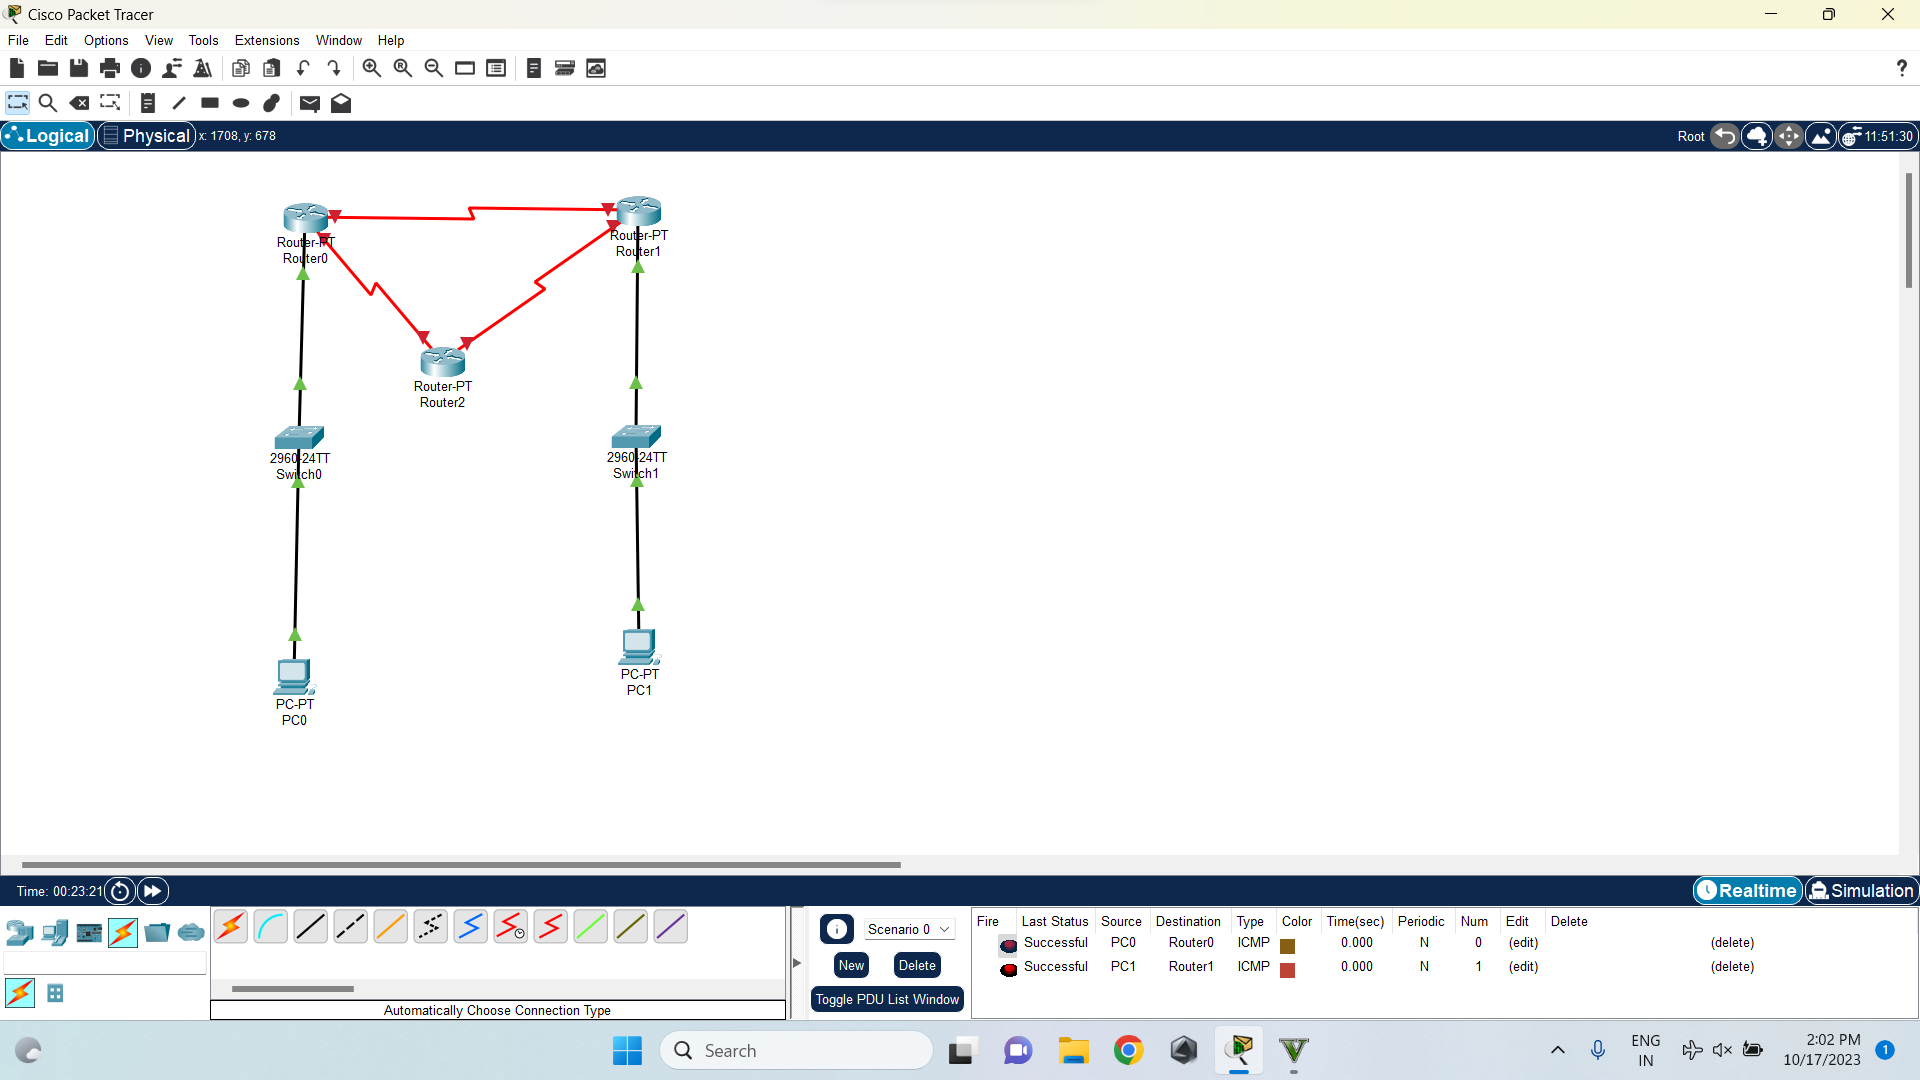 Cisco Packet Tracer
File Edit Options View Tools Extensions Window Help
?
Logical Physical x: 1708, y: 678 Root 11:51:30
Router-PT
Router0
Router-PT
Router1
Router-PT
Router2
2960-24TT
Switch0
2960-24TT
Switch1
PC-PT
PC0
PC-PT
PC1
Time: 00:23:21 Realtime Simulation
Scenario 0
New Delete
Toggle PDU List Window
Automatically Choose Connection Type
Fire Last Status Source Destination Type Color Time(sec) Periodic Num Edit Delete
Successful PC0 Router0 ICMP 0.000 N 0 (edit) (delete)
Successful PC1 Router1 ICMP 0.000 N 1 (edit) (delete)
Search
ENG
IN
2:02 PM
10/17/2023
1